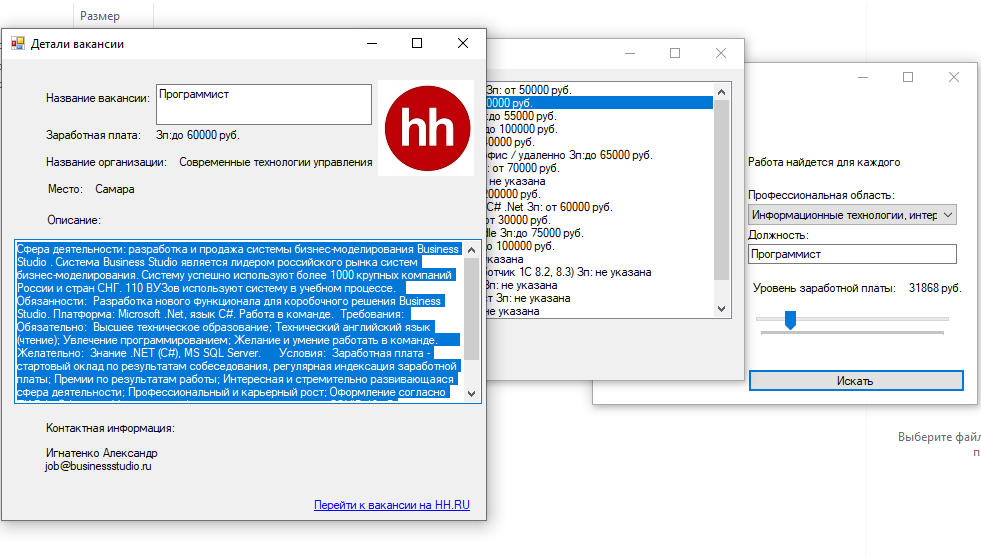 Размер
Детали вакансии
Название вакансии:
Программист
hh
Заработная плата:
Зп:до 60000 руб.
Название организации:
Современные технологии управления
Место:
Самара
Описание:
Сфера деятельности: разработка и продажа системы бизнес-моделирования Business
Studio . Система Business Studio является лидером российского рынка систем
бизнес-моделирования. Систему успешно используют более 1000 крупных компаний
России и стран СНГ. 110 ВУЗов используют систему в учебном процессе.
Обязанности: Разработка нового функционала для коробочного решения Business
Studio. Платформа: Microsoft .Net, язык C#. Работа в команде. Требования:
Обязательно: Высшее техническое образование; Технический английский язык
(чтение); Увлечение программированием; Желание и умение работать в команде.
Желательно: Знание .NET (C#), MS SQL Server. Условия: Заработная плата -
стартовый оклад по результатам собеседования, регулярная индексация заработной
платы; Премии по результатам работы; Интересная и стремительно развивающаяся
сфера деятельности; Профессиональный и карьерный рост; Оформление согласно
Контактная информация:
Игнатенко Александр
job@businessstudio.ru
Перейти к вакансии на HH.RU
Зп: от 50000 руб.
0000 руб.
:до 55000 руб.
до 100000 руб.
0000 руб.
фис / удаленно Зп:до 65000 руб.
: от 70000 руб.
не указана
200000 руб.
C# .Net Зп: от 60000 руб.
от 30000 руб.
dle Зп:до 75000 руб.
о 100000 руб.
казана
отчик 1С 8.2, 8.3) Зп: не указана
: не указана
ст Зп: не указана
не указана
Работа найдется для каждого
Профессиональная область:
Информационные технологии, интер
Должность:
Программист
Уровень заработной платы:
31868 руб.
Искать
Выберите файл
п